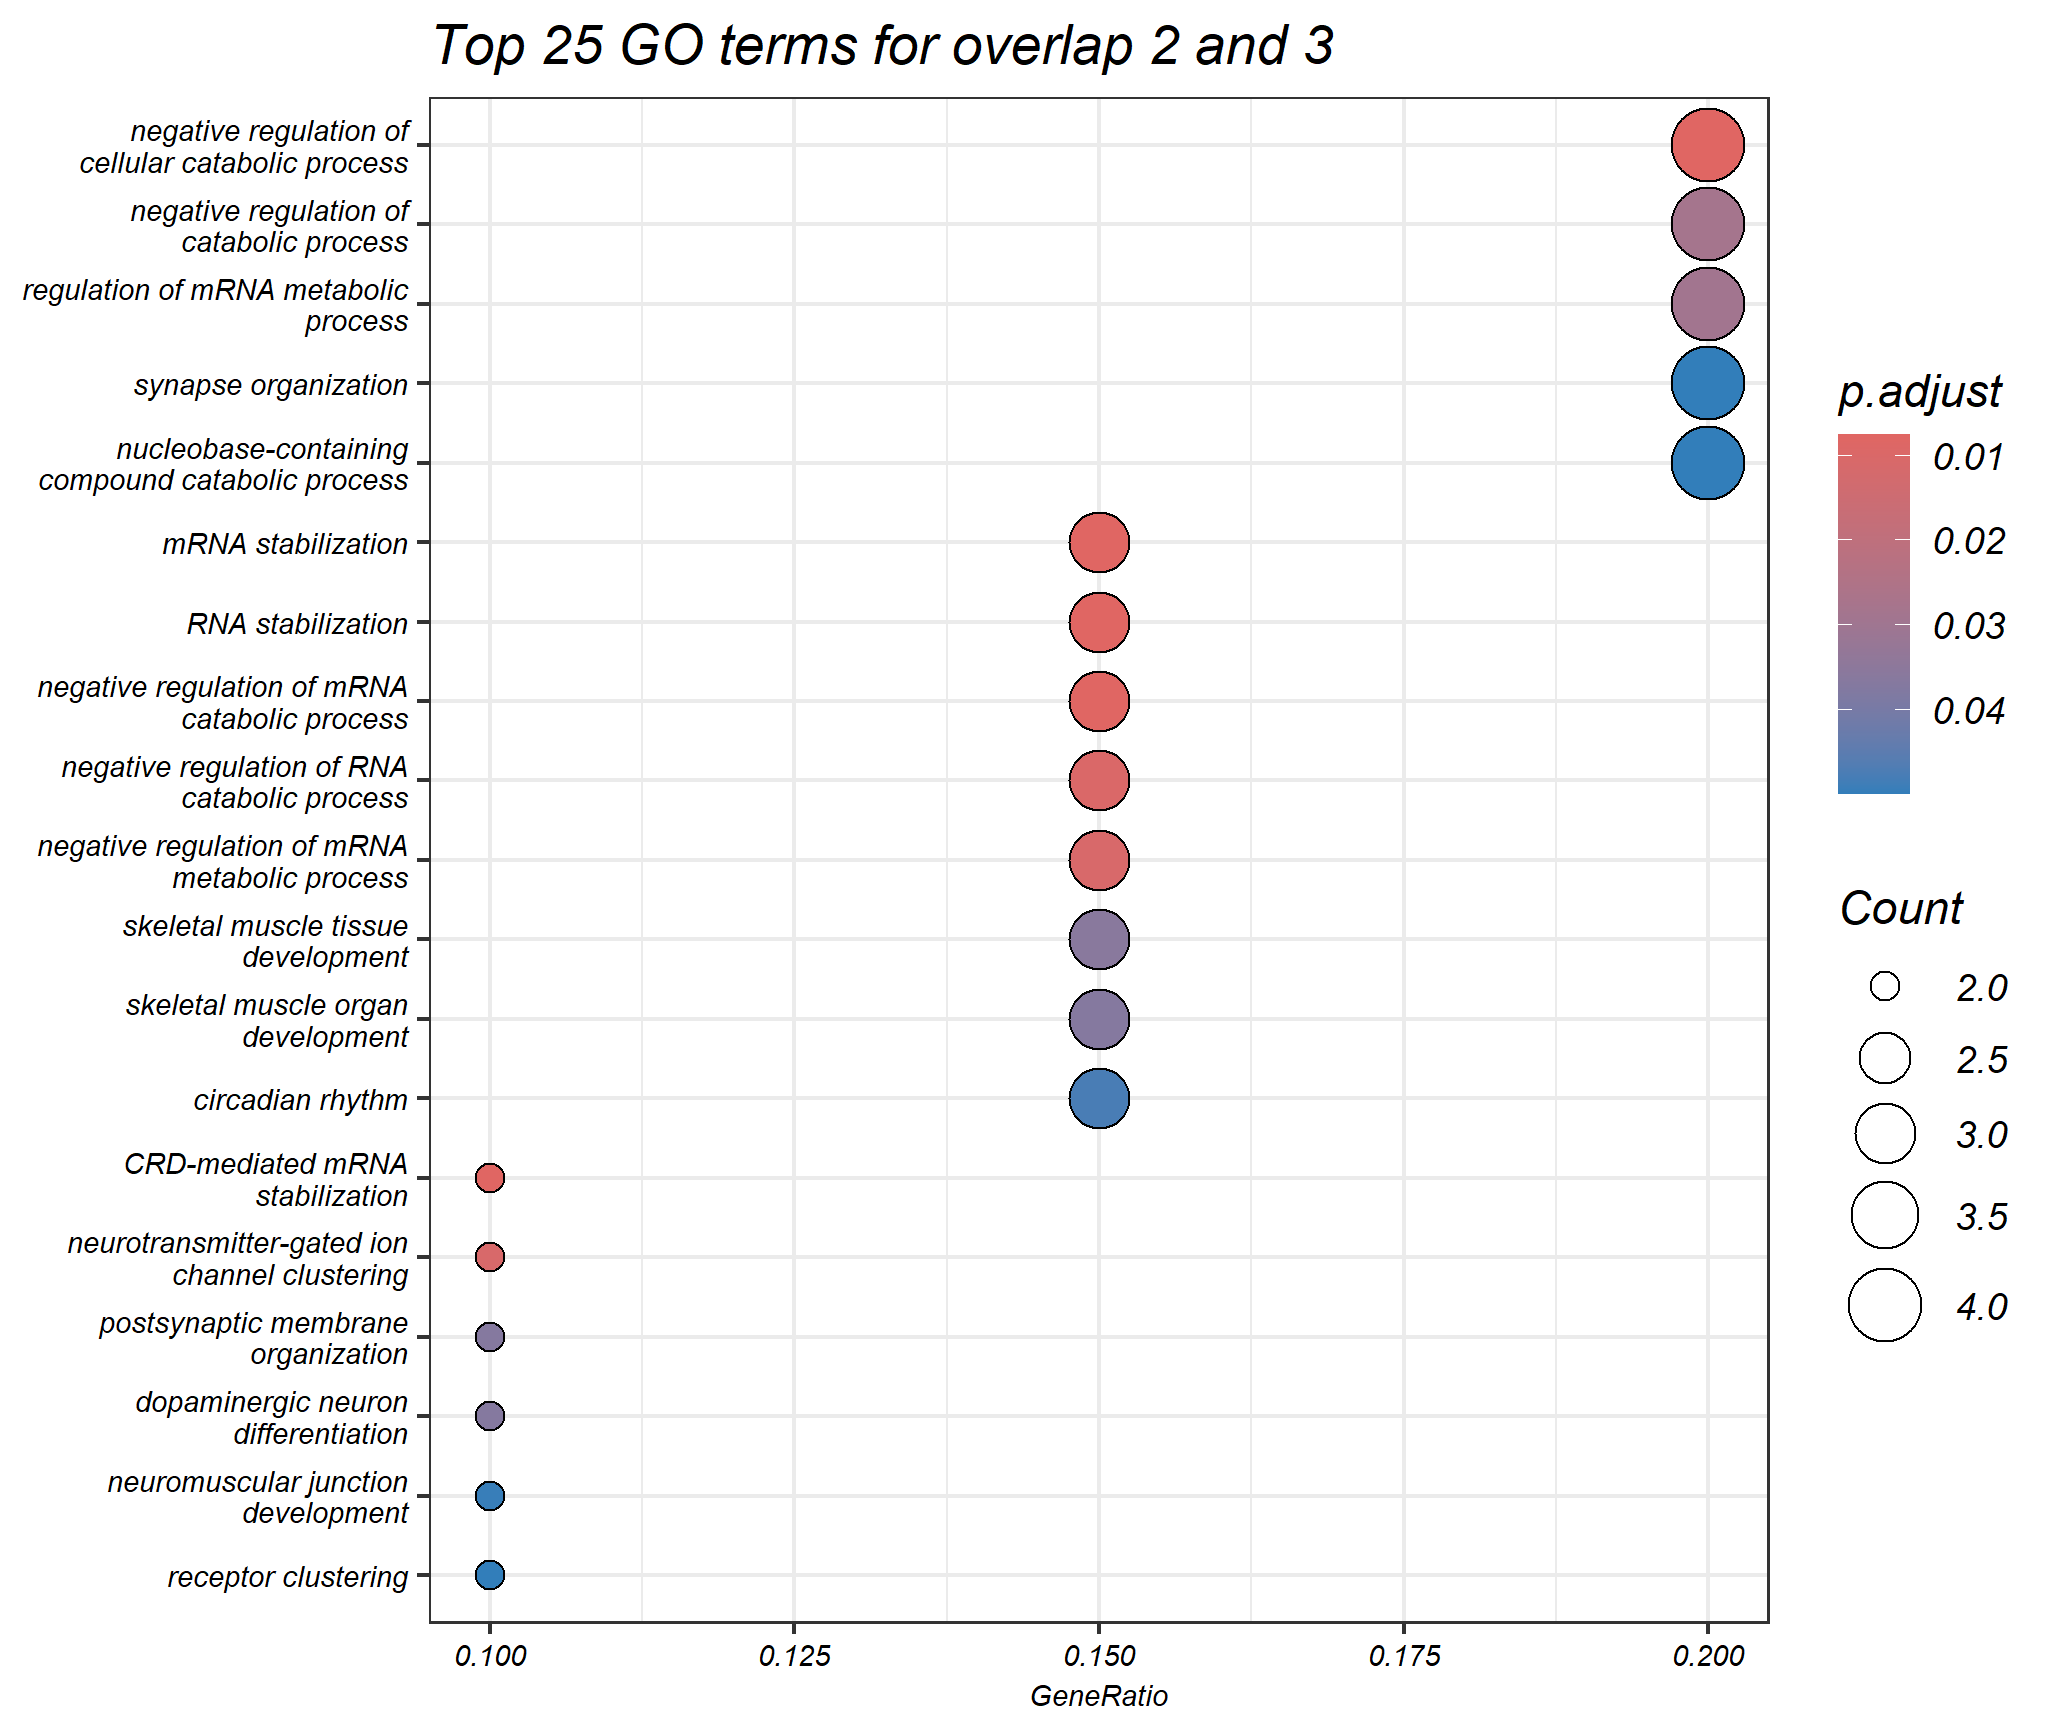 Top 25 GO terms for overlap 2 and 3
negative regulation of
cellular catabolic process
negative regulation of
catabolic process
regulation of mRNA metabolic
process
synapse organization
nucleobase-containing
compound catabolic process
mRNA stabilization
RNA stabilization
negative regulation of mRNA
catabolic process
negative regulation of RNA
catabolic process
negative regulation of mRNA
metabolic process
skeletal muscle tissue
development
skeletal muscle organ
development
circadian rhythm
CRD-mediated mRNA
stabilization
neurotransmitter-gated ion
channel clustering
postsynaptic membrane
organization
dopaminergic neuron
differentiation
neuromuscular junction
development
receptor clustering
0.100 0.125 0.150 0.175 0.200
GeneRatio
p.adjust
0.01
0.02
0.03
0.04
Count
2.0
2.5
3.0
3.5
4.0